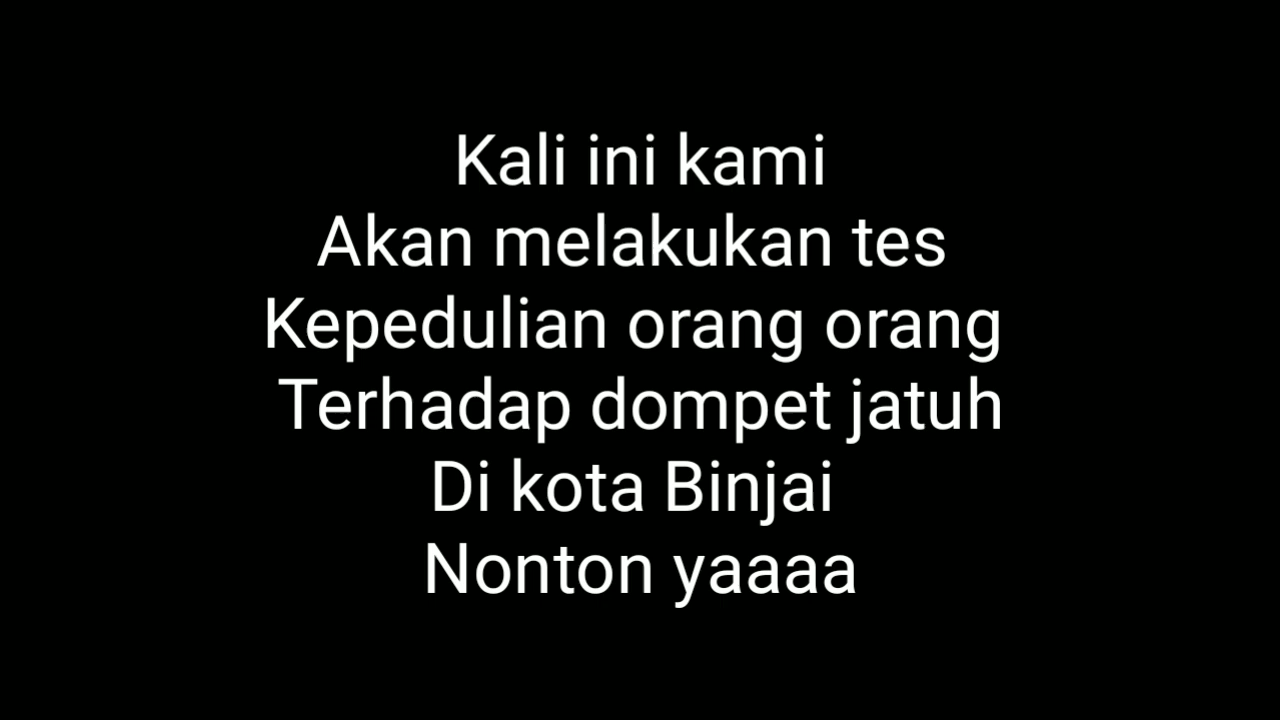 Kali ini kami
Akan melakukan tes
Kepedulian orang orang
Terhadap dompet jatuh
Di kota Binjai
Nonton yaaaa